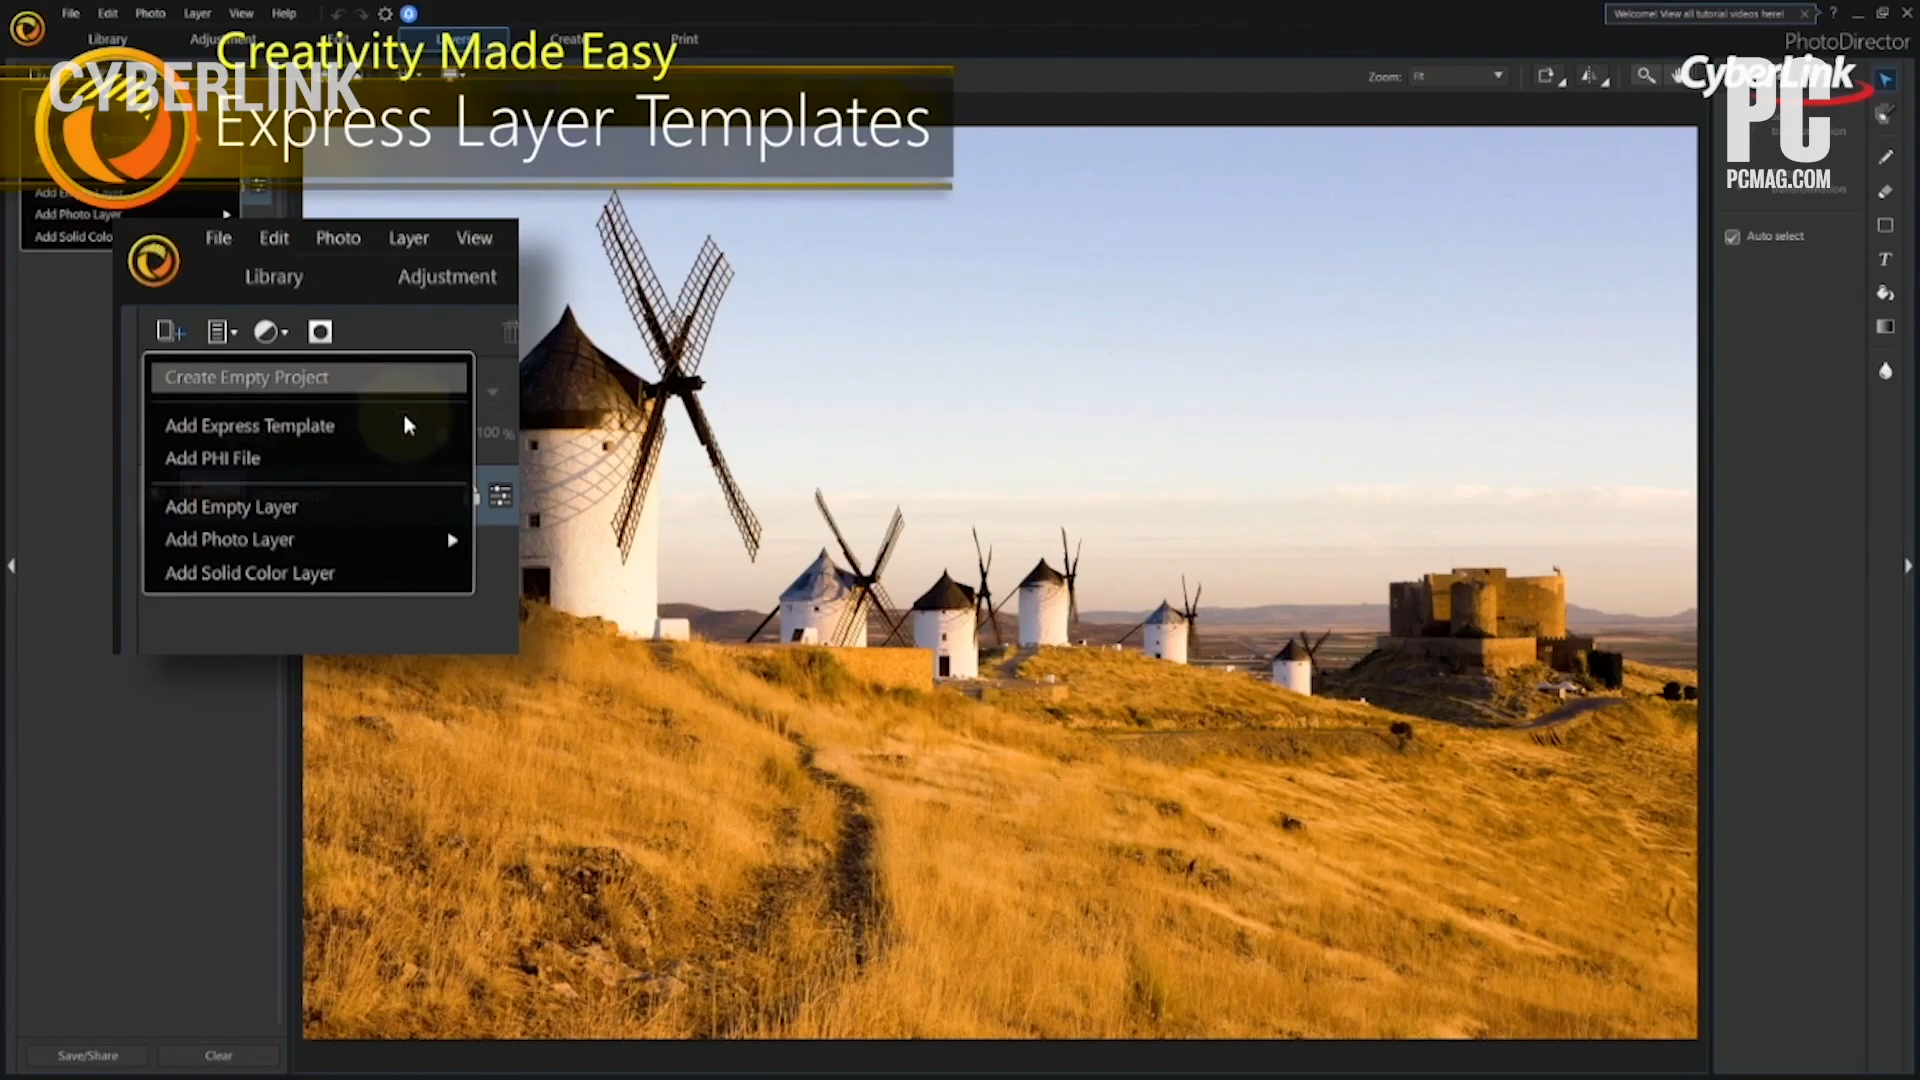 File Edit Photo Layer View Help
Welcome! View all tutorial videos here!
Library
Create
Print
PhotoDirector
Creativity Made Easy
CYBERLINK
Express Layer Templates
Zoom: Fit
CyberLink
PC
PCMAG.COM
Add Photo Layer
Add Solid Colo
Auto select
File Edit Photo Layer View
Library Adjustment
Create Empty Project
Add Express Template
100 %
Add PHI File
Add Empty Layer
Add Photo Layer
Add Solid Color Layer
Save/Share Clear